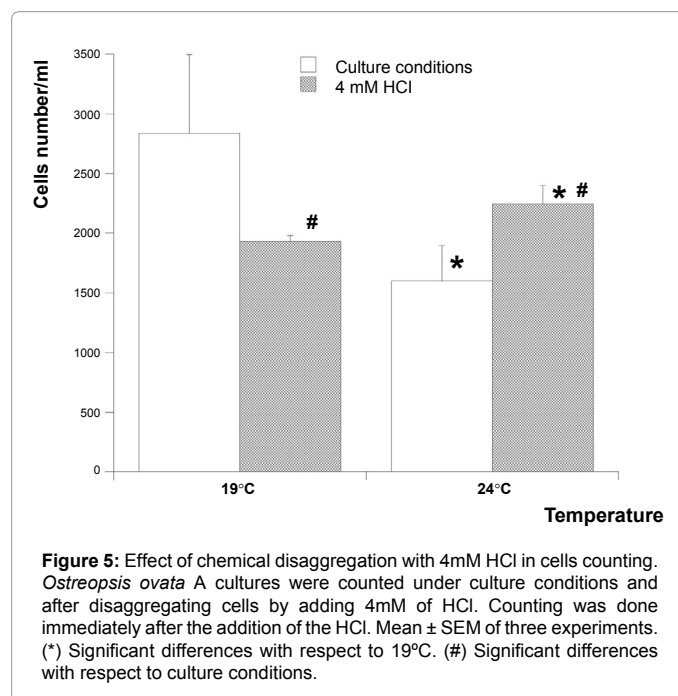 3500
3000
2500
2000
1500
1000
500
0
Cells number/ml
Culture conditions
4 mM HCl
#
*
* #
19°C
24°C
Temperature
Figure 5: Effect of chemical disaggregation with 4mM HCl in cells counting.
Ostreopsis ovata A cultures were counted under culture conditions and
after disaggregating cells by adding 4mM of HCl. Counting was done
immediately after the addition of the HCl. Mean ± SEM of three experiments.
(*) Significant differences with respect to 19ºC. (#) Significant differences
with respect to culture conditions.